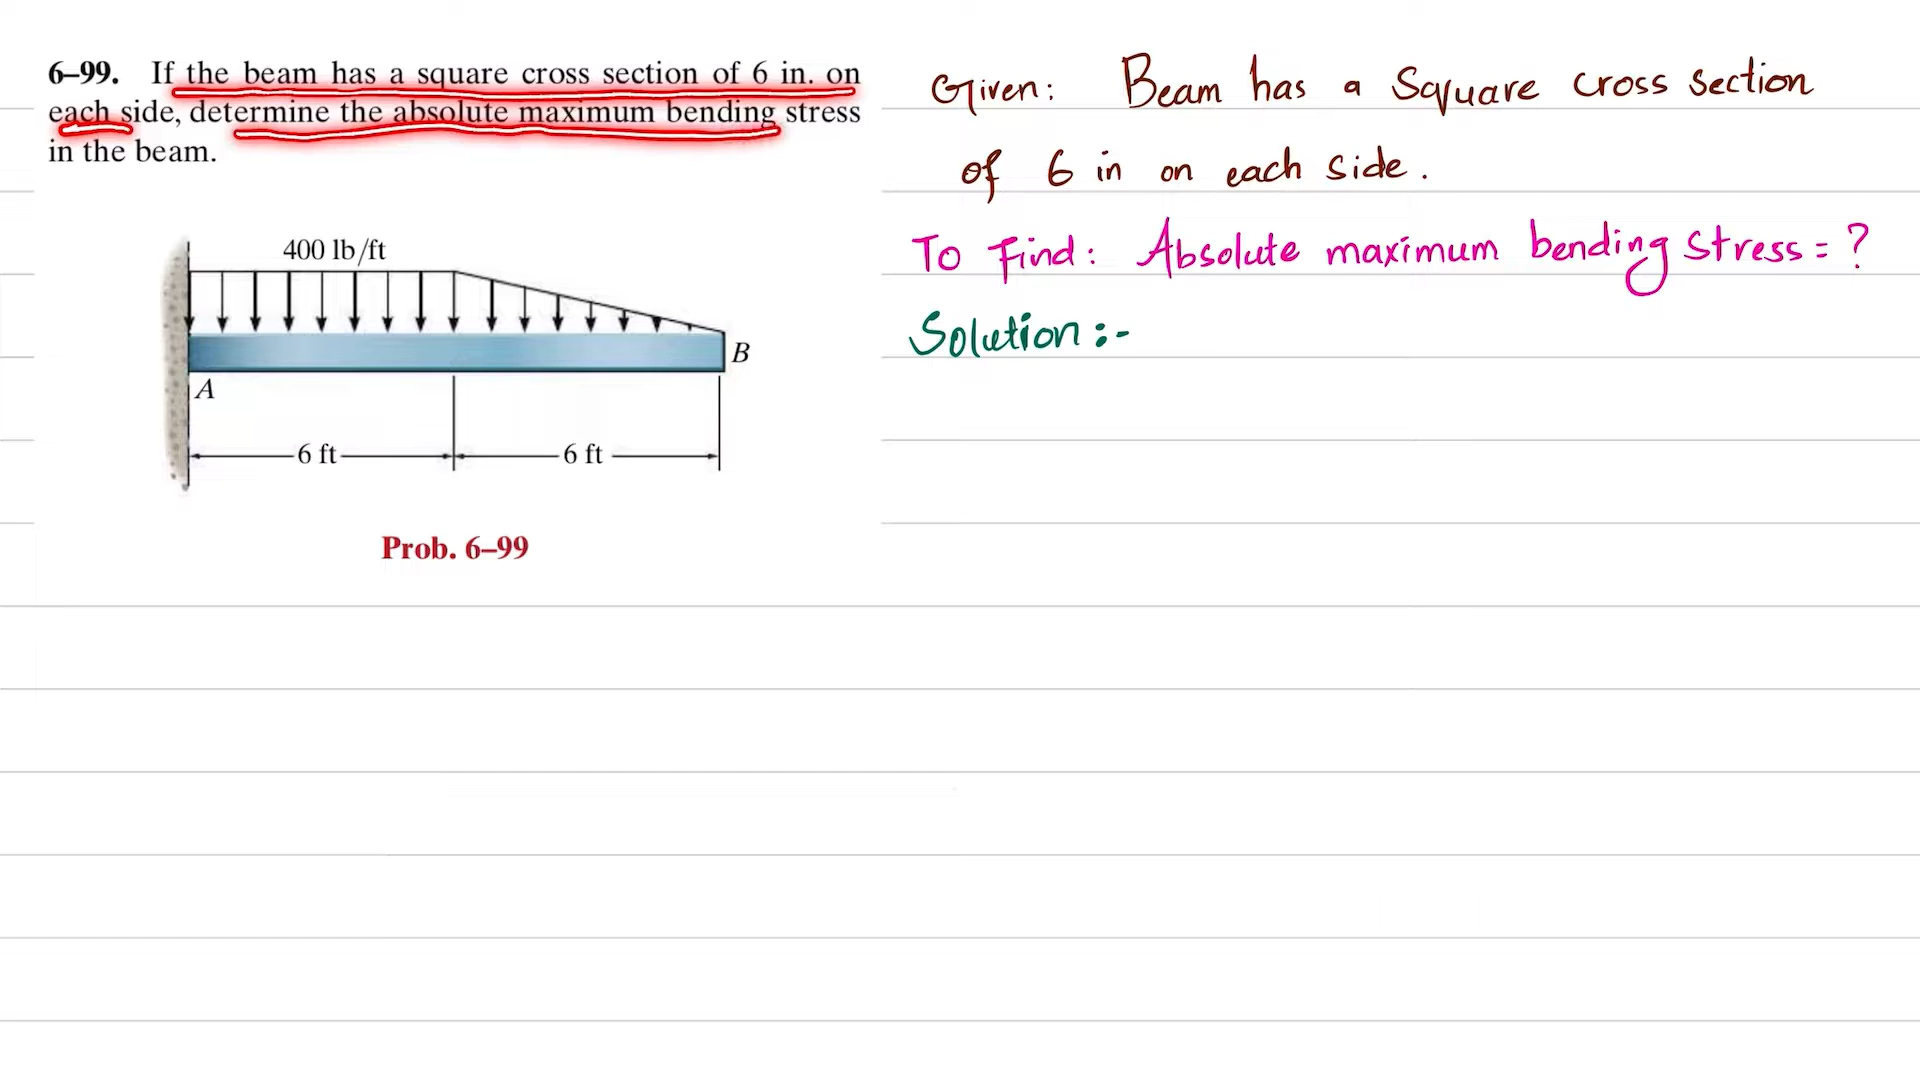 6–99. If the beam has a square cross section of 6 in. on
each side, determine the absolute maximum bending stress
in the beam.
400 lb/ft
B
A
6 ft
6 ft
Prob. 6–99
Given: Beam has a Square cross section
of 6 in on each side.
To Find: Absolute maximum bending stress = ?
Solution :-